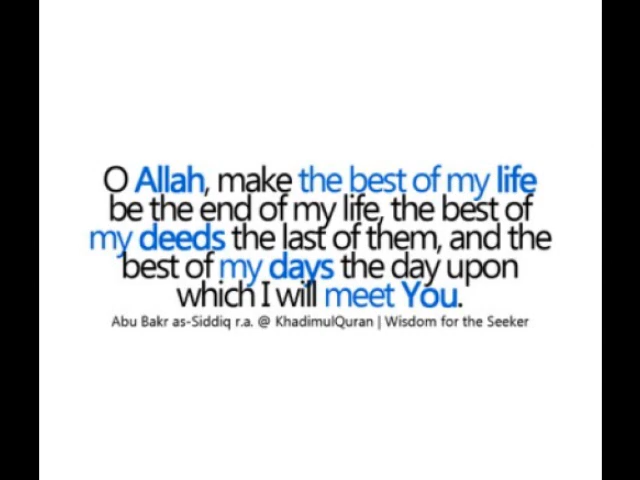 O Allah, make the best of my life
be the end of my life, the best of
my deeds the last of them, and the
best of my days the day upon
which I will meet You.
Abu Bakr as-Siddiq r.a. @ KhadimulQuran | Wisdom for the Seeker